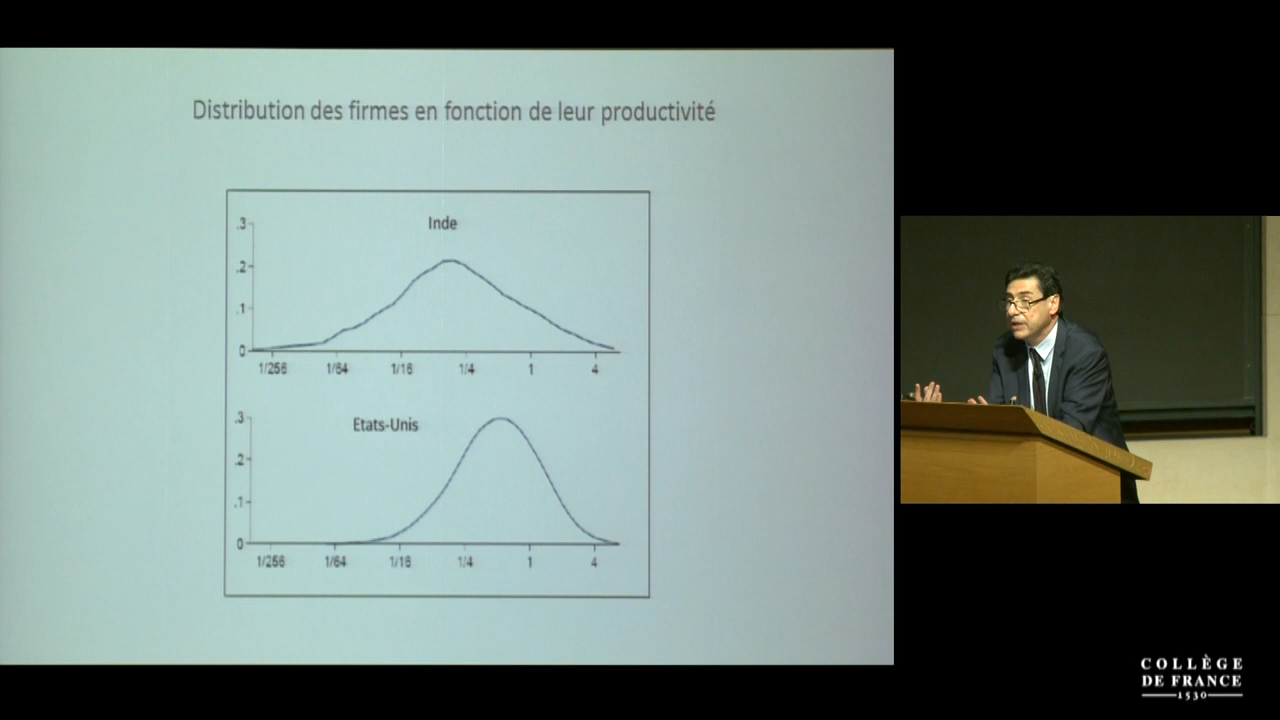 Distribution des firmes en fonction de leur productivité
Inde
.3
.2
.1
0
1/256 1/64 1/16 1/4 1 4
Etats-Unis
.3
.2
.1
0
1/256 1/64 1/16 1/4 1 4
COLLÈGE
DE FRANCE
1530